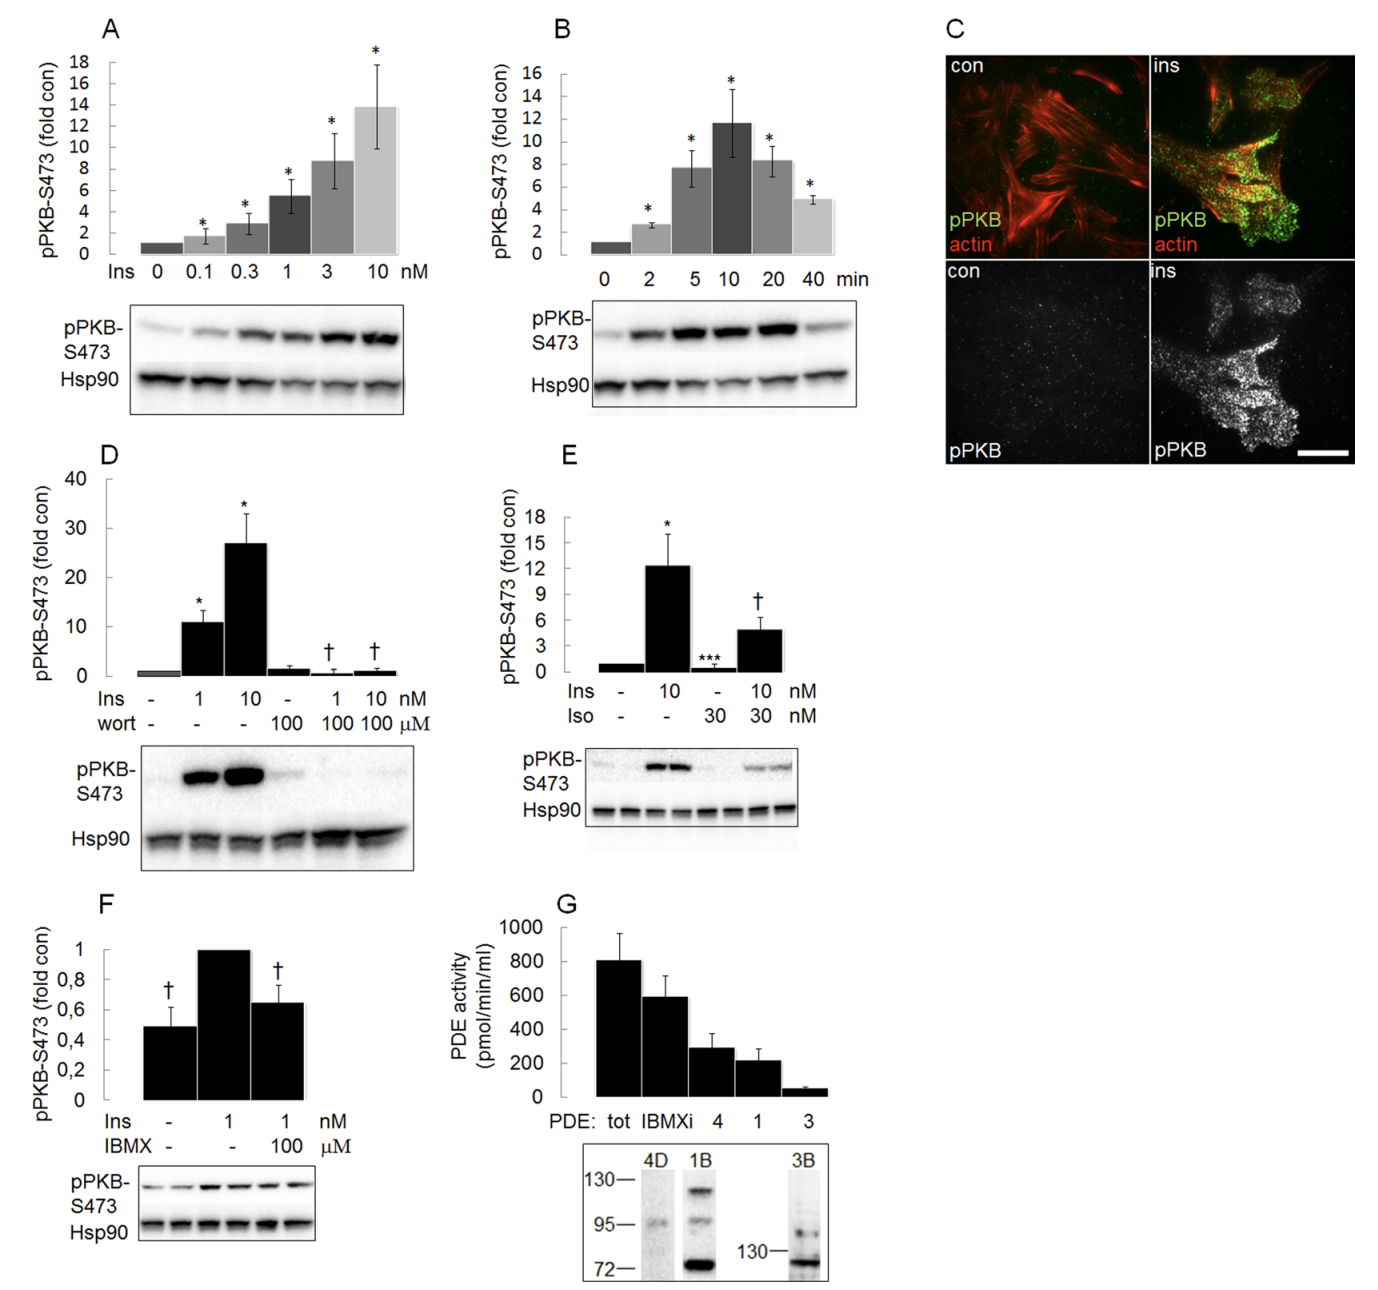 A
pPKB-S473 (fold con)
18
16
14
12
10
8
6
4
2
0
* * * * *
Ins 0 0.1 0.3 1 3 10 nM
pPKB-
S473
Hsp90
B
pPKB-S473 (fold con)
16
14
12
10
8
6
4
2
0
* * * * *
0 2 5 10 20 40 min
pPKB-
S473
Hsp90
C
con ins
pPKB pPKB
actin actin
con ins
pPKB pPKB
D
pPKB-S473 (fold con)
40
30
20
10
0
* * † †
Ins - 1 10 - 1 10 nM
wort - - - 100 100 100 µM
pPKB-
S473
Hsp90
E
pPKB-S473 (fold con)
18
15
12
9
6
3
0
* *** †
Ins - 10 - 10 nM
Iso - - 30 30 nM
pPKB-
S473
Hsp90
F
pPKB-S473 (fold con)
1
0,8
0,6
0,4
0,2
0
† †
Ins - 1 1 nM
IBMX - - 100 µM
pPKB-
S473
Hsp90
G
PDE activity
(pmol/min/ml)
1000
800
600
400
200
0
PDE: tot IBMXi 4 1 3
4D 1B 3B
130
95
72
130